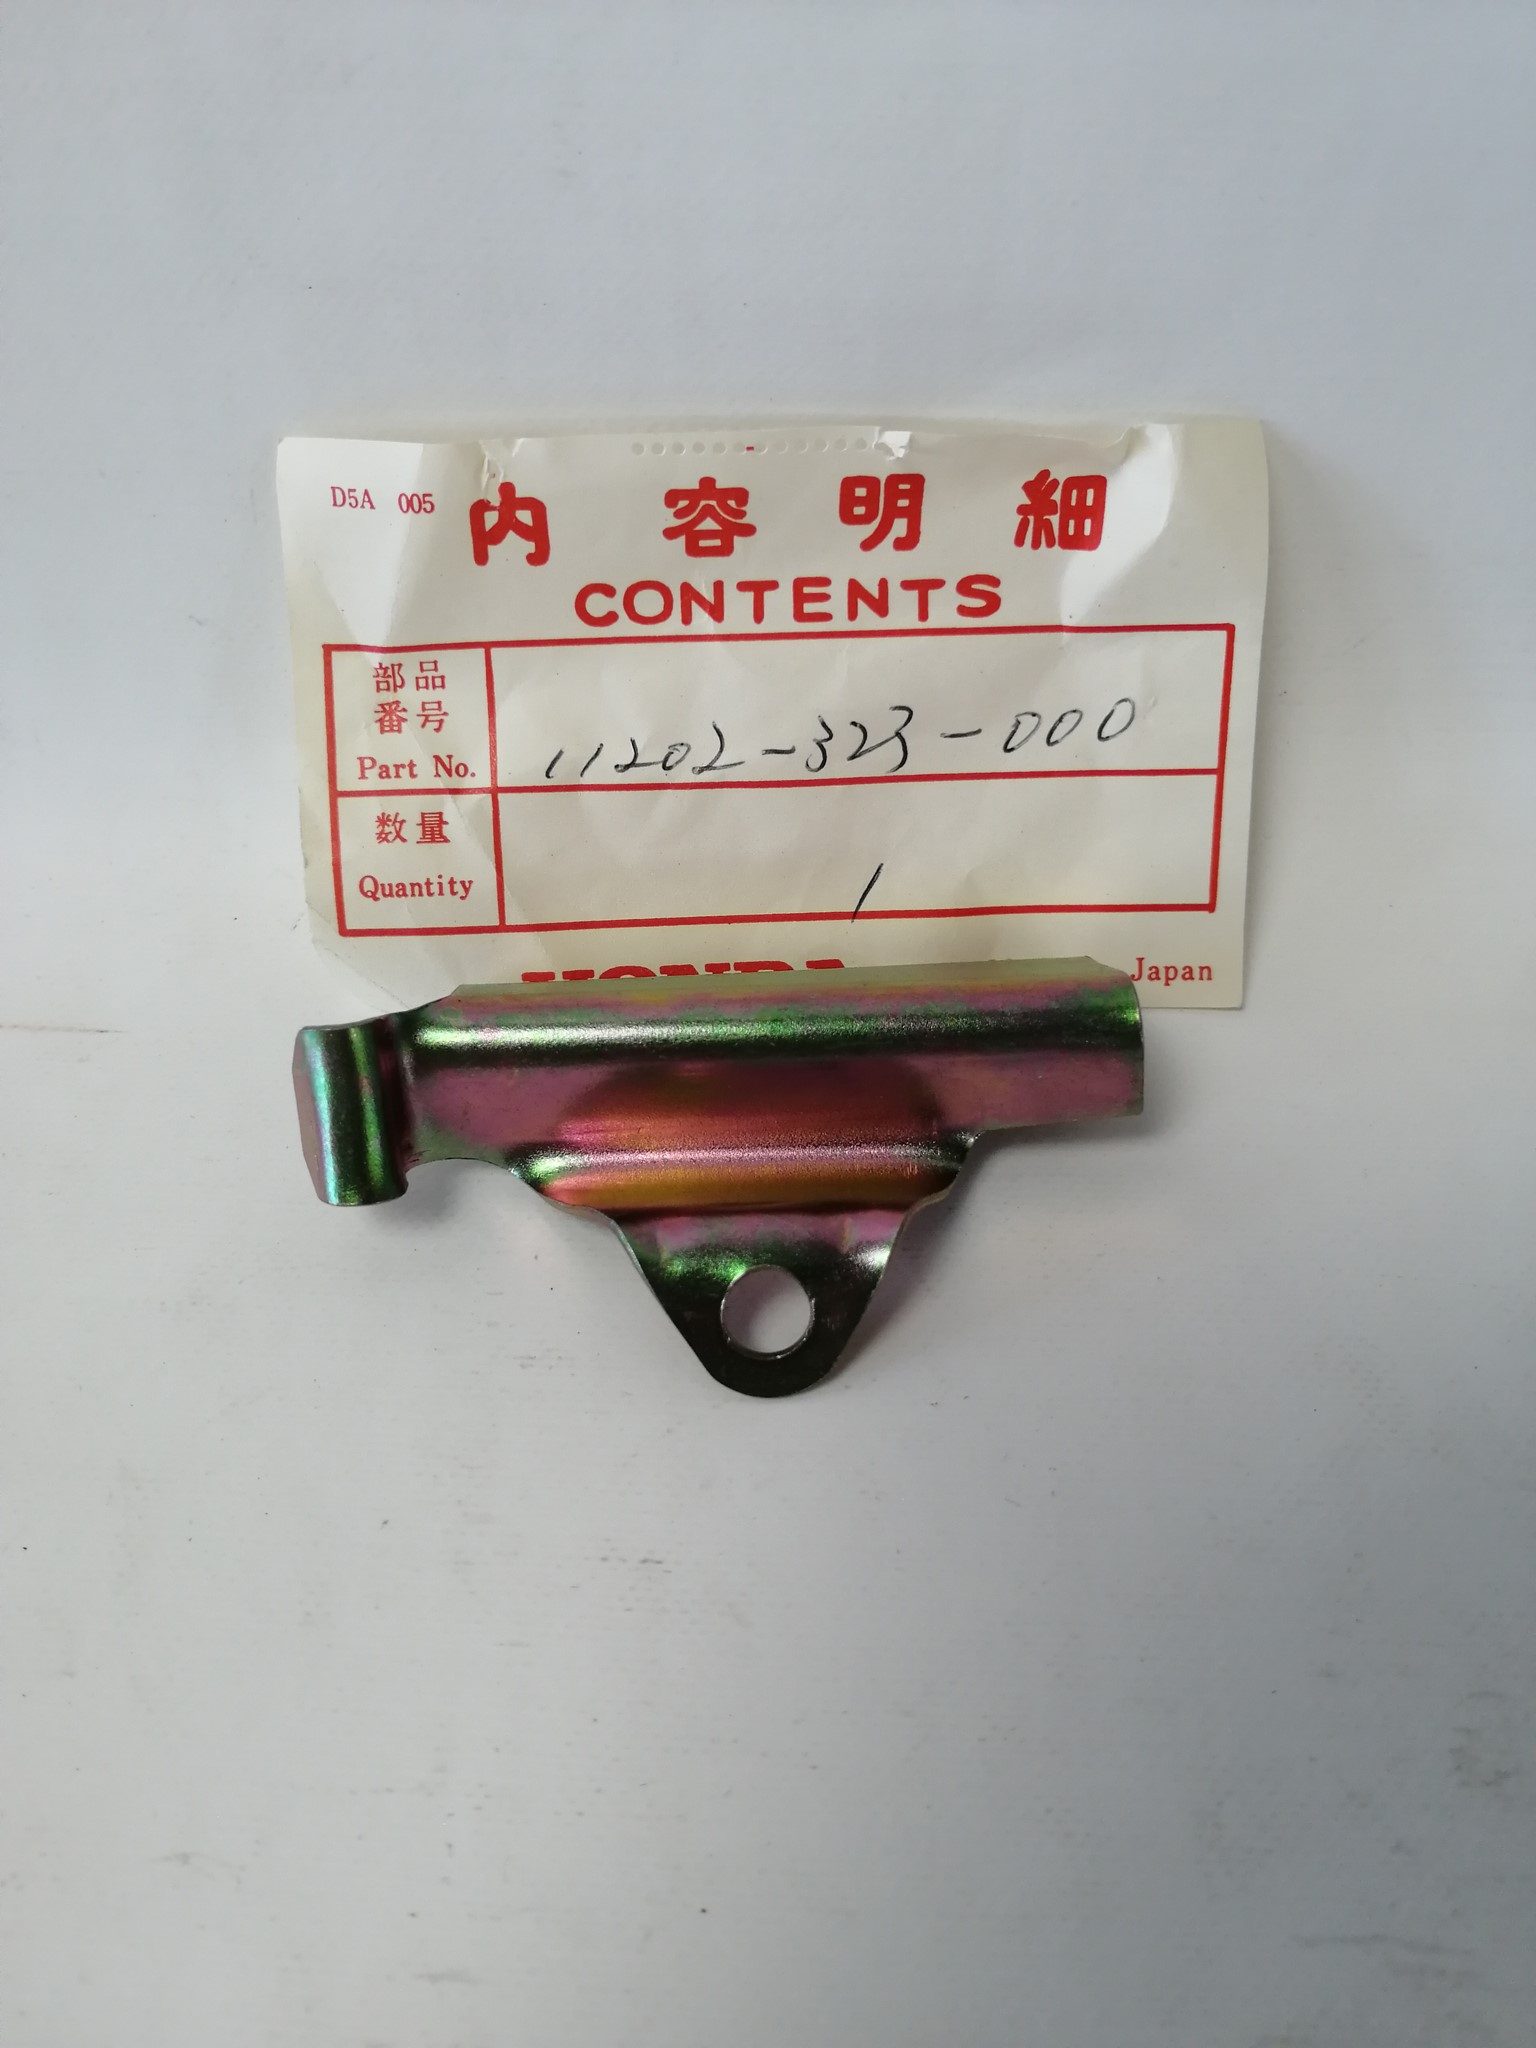 D5A 005
内容明細
CONTENTS
部品
番号
Part No.
11202-323-000
数量
Quantity
1
HONDA
Japan